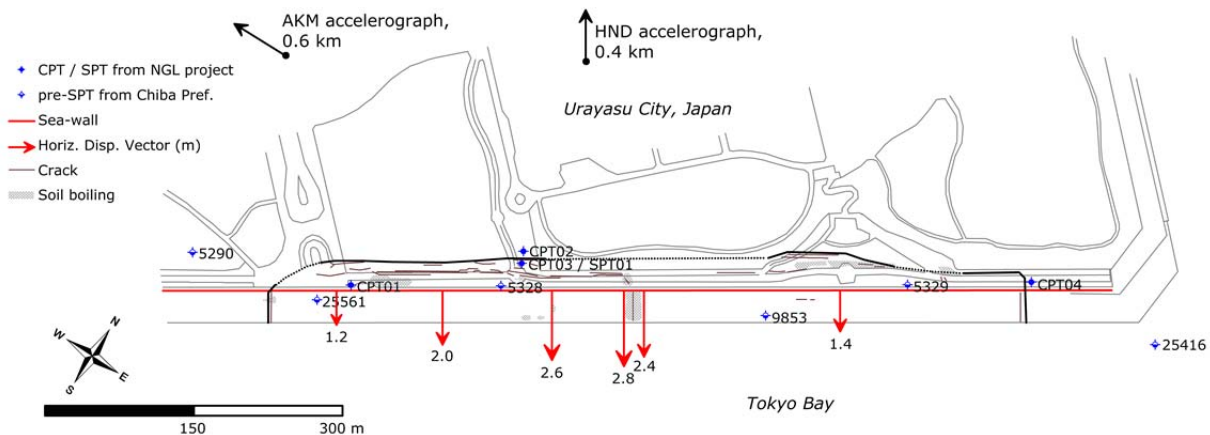 AKM accelerograph,
0.6 km
HND accelerograph,
0.4 km
CPT / SPT from NGL project
pre-SPT from Chiba Pref.
Sea-wall
Horiz. Disp. Vector (m)
Crack
Soil boiling
Urayasu City, Japan
5290
CPT02
CPT03 / SPT01
CPT01
5328
5329
CPT04
25561
9853
25416
1.2
2.0
2.6
2.8
2.4
1.4
N
W
E
S
Tokyo Bay
150
300 m